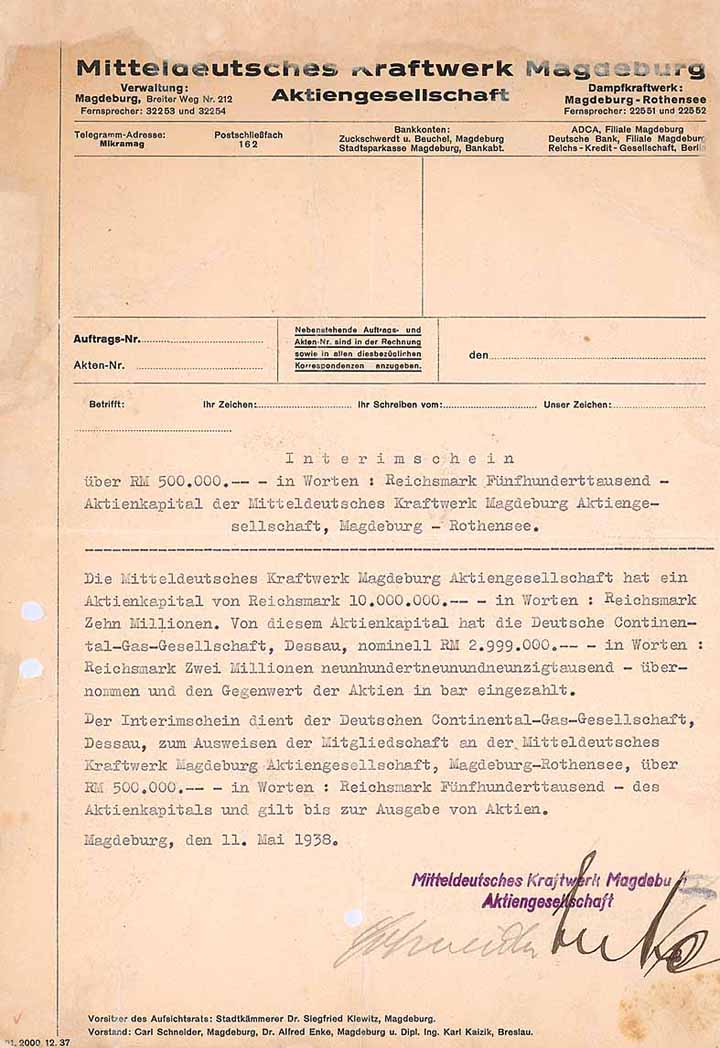 Mitteldeutsches Kraftwerk Magdeburg
Aktiengesellschaft
Verwaltung:
Magdeburg, Breiter Weg Nr. 212
Fernsprecher: 32253 und 32254
Dampfkraftwerk:
Magdeburg-Rothensee
Fernsprecher: 22551 und 22552
Telegramm-Adresse:
Mikramag
Postschließfach
162
Bankkonten:
Zuckschwerdt u. Beuchel, Magdeburg
Stadtsparkasse Magdeburg, Bankabt.
ADCA, Filiale Magdeburg
Deutsche Bank, Filiale Magdeburg
Reichs-Kredit-Gesellschaft, Berlin
Auftrags-Nr.
Akten-Nr.
Nebenstehende Auftrags- und
Akten-Nr. sind in der Rechnung
sowie in allen diesbezüglichen
Korrespondenzen anzugeben.
den
Betrifft: Ihr Zeichen: Ihr Schreiben vom: Unser Zeichen:
Interimschein
über RM 500.000.-- - in Worten : Reichsmark Fünfhunderttausend -
Aktienkapital der Mitteldeutsches Kraftwerk Magdeburg Aktienge-
sellschaft, Magdeburg - Rothensee.
Die Mitteldeutsches Kraftwerk Magdeburg Aktiengesellschaft hat ein
Aktienkapital von Reichsmark 10.000.000.-- - in Worten : Reichsmark
Zehn Millionen. Von diesem Aktienkapital hat die Deutsche Continen-
tal-Gas-Gesellschaft, Dessau, nominell RM 2.999.000.-- - in Worten :
Reichsmark Zwei Millionen neunhundertneunundneunzigtausend - über-
nommen und den Gegenwert der Aktien in bar eingezahlt.
Der Interimschein dient der Deutschen Continental-Gas-Gesellschaft,
Dessau, zum Ausweisen der Mitgliedschaft an der Mitteldeutsches
Kraftwerk Magdeburg Aktiengesellschaft, Magdeburg-Rothensee, über
RM 500.000.-- - in Worten : Reichsmark Fünfhunderttausend - des
Aktienkapitals und gilt bis zur Ausgabe von Aktien.
Magdeburg, den 11. Mai 1938.
Mitteldeutsches Kraftwerk Magdebu
Aktiengesellschaft
Schneider Enke
Vorsitzer des Aufsichtsrats: Stadtkämmerer Dr. Siegfried Klewitz, Magdeburg.
Vorstand: Carl Schneider, Magdeburg, Dr. Alfred Enke, Magdeburg u. Dipl. Ing. Karl Kaizik, Breslau.
2000. 12. 37